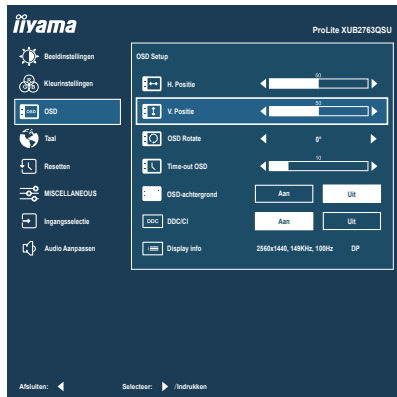 iiyama
ProLite XUB2763QSU
Beeldinstellingen
Kleurinstellingen
OSD OSD
Taal
Resetten
MISCELLANEOUS
Ingangsselectie
Audio Aanpassen
OSD Setup
H. Positie 50
V. Positie 50
OSD Rotate 0°
Time-out OSD 10
OSD-achtergrond Aan Uit
DDC DDC/CI Aan Uit
Display info 2560x1440, 149KHz, 100Hz DP
Afsluiten: Selecteer: /Indrukken